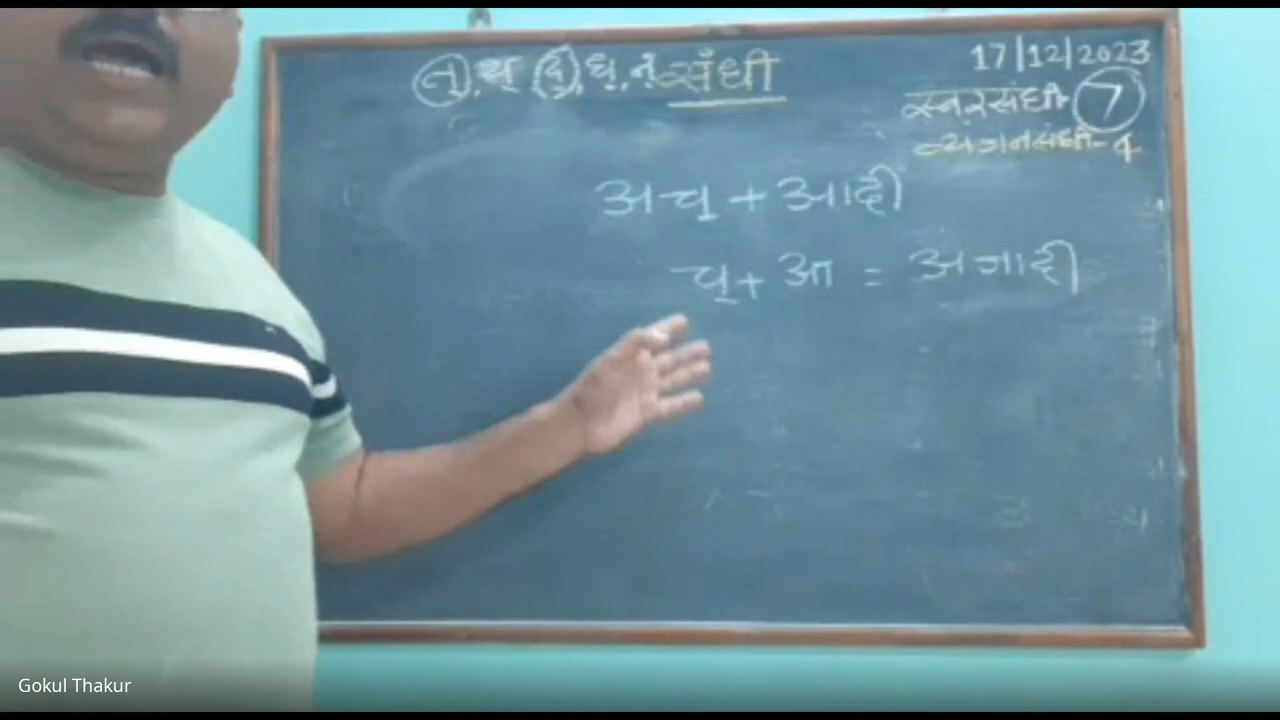 त्, थ्, द्, ध्, न् संधी
17/12/2023
स्वरसंधी 7
व्यंजनसंधी - 4
अच् + आदी
च् + आ = अजादी
Gokul Thakur